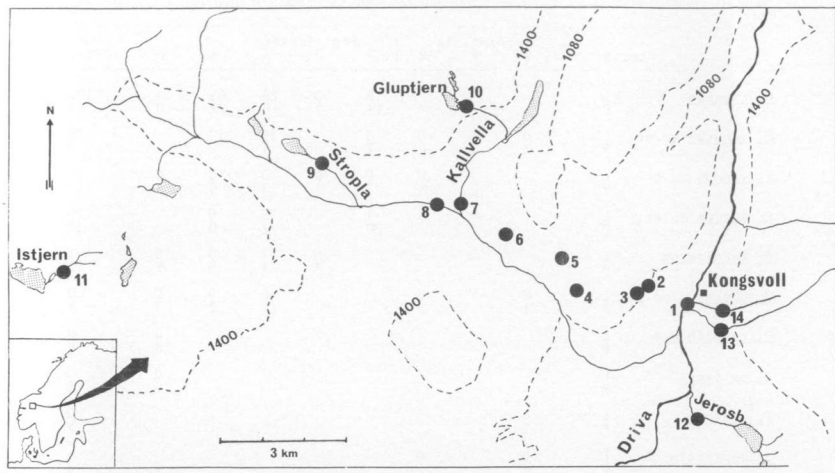 1400
1080
1080
1400
Gluptjern
10
Kallvella
N
Stropla
9
8
7
6
5
Istjern
11
4
3
2
Kongsvoll
1
14
13
1400
1400
Jerosb.
12
Driva
3 km